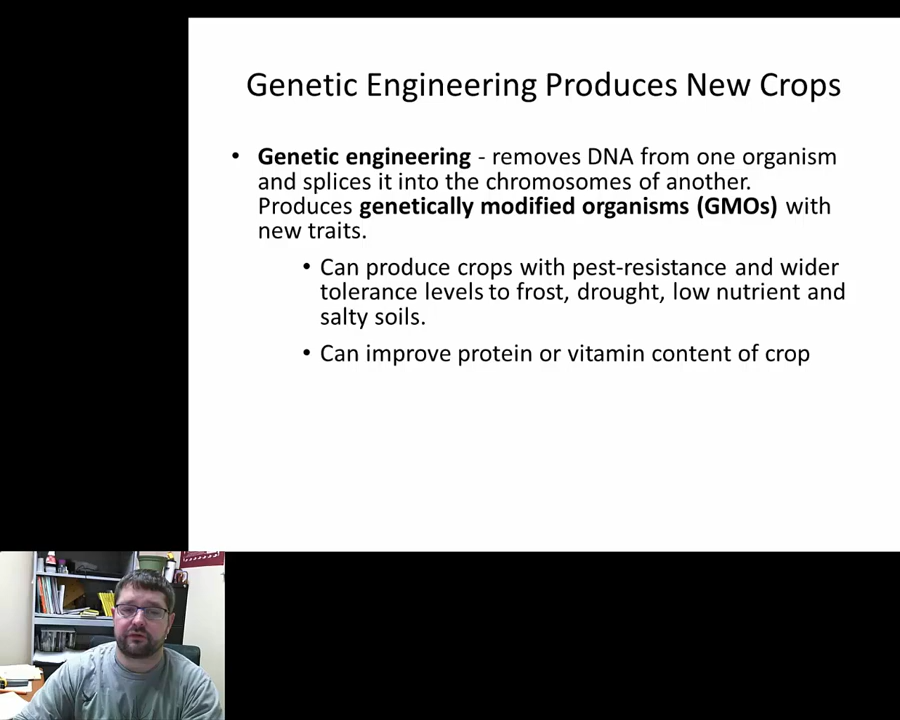 Genetic Engineering Produces New Crops
• Genetic engineering - removes DNA from one organism
and splices it into the chromosomes of another.
Produces genetically modified organisms (GMOs) with
new traits.
• Can produce crops with pest-resistance and wider
tolerance levels to frost, drought, low nutrient and
salty soils.
• Can improve protein or vitamin content of crop